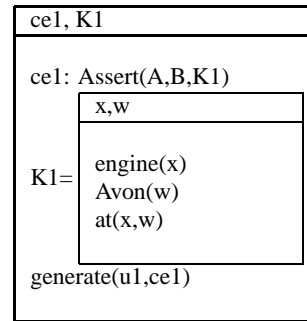 ce1, K1
ce1: Assert(A,B,K1)
x,w
engine(x)
K1=
Avon(w)
at(x,w)
generate(u1,ce1)